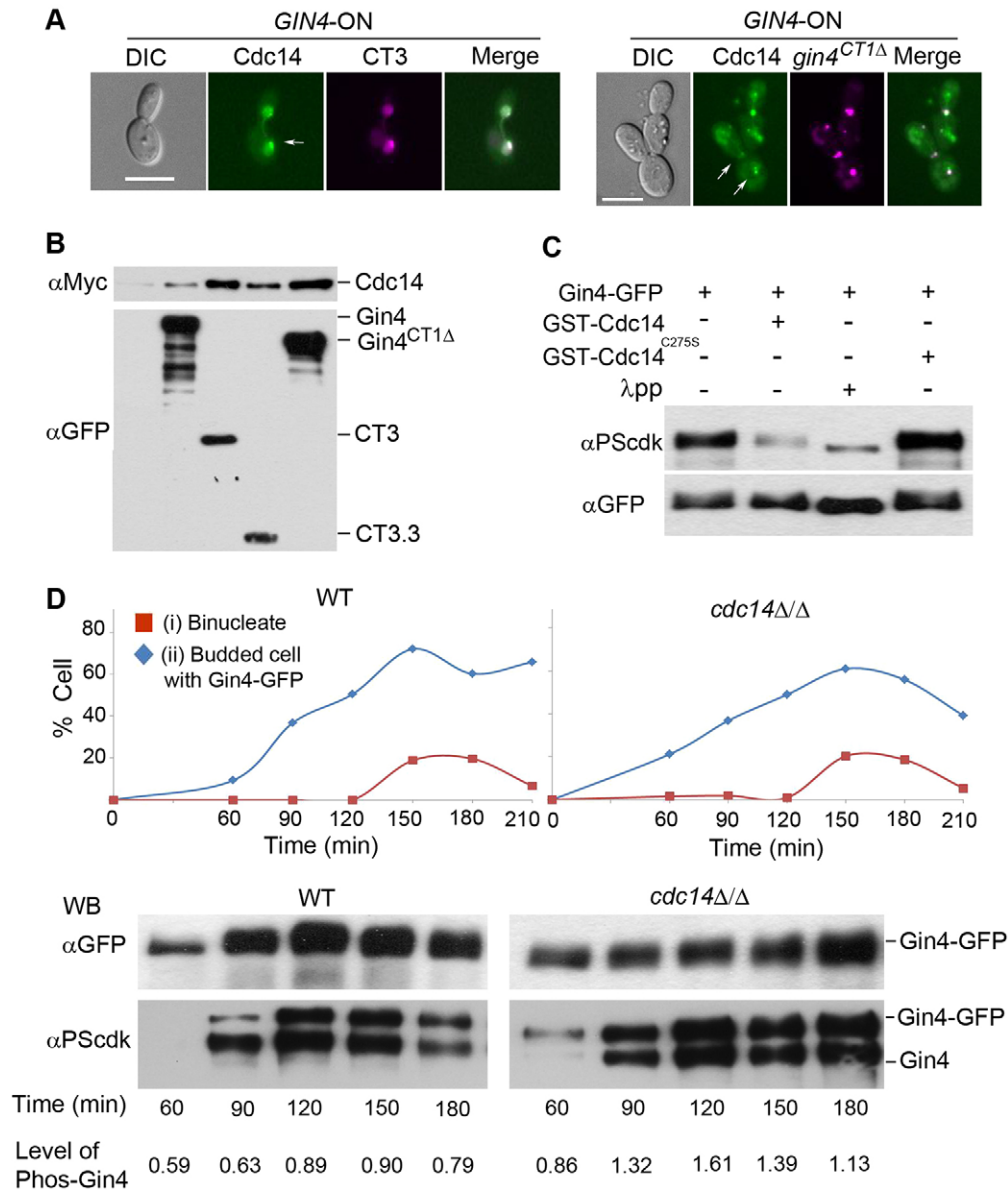 A
GIN4-ON
DIC Cdc14 CT3 Merge
GIN4-ON
DIC Cdc14 gin4CT1Δ Merge
B
αMyc
Cdc14
Gin4
Gin4CT1Δ
αGFP
CT3
CT3.3
C
Gin4-GFP + + + +
GST-Cdc14 - + - -
GST-Cdc14C275S - - - +
λpp - - + -
αPScdk
αGFP
D
WT
cdc14Δ/Δ
(i) Binucleate
(ii) Budded cell
with Gin4-GFP
% Cell
80
60
40
20
0 60 90 120 150 180 210
Time (min)
0 60 90 120 150 180 210
Time (min)
WB
WT
cdc14Δ/Δ
αGFP
Gin4-GFP
αPScdk
Gin4-GFP
Gin4
Time (min) 60 90 120 150 180 60 90 120 150 180
Level of
Phos-Gin4 0.59 0.63 0.89 0.90 0.79 0.86 1.32 1.61 1.39 1.13